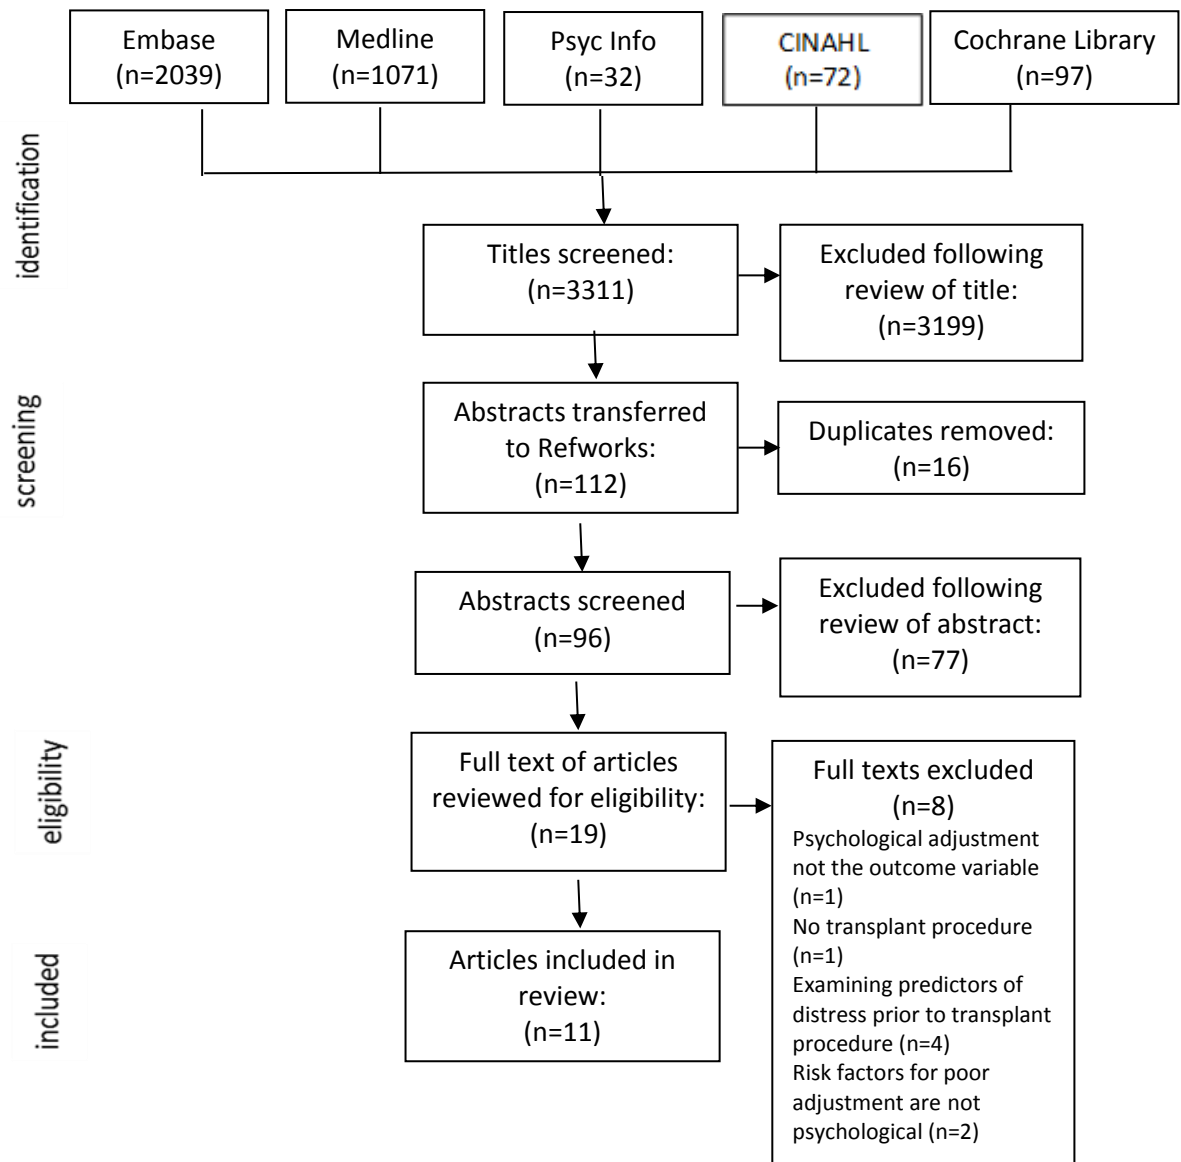 Embase
(n=2039)
Medline
(n=1071)
Psyc Info
(n=32)
CINAHL
(n=72)
Cochrane Library
(n=97)
identification
Titles screened:
(n=3311)
Excluded following
review of title:
(n=3199)
screening
Abstracts transferred
to Refworks:
(n=112)
Duplicates removed:
(n=16)
Abstracts screened
(n=96)
Excluded following
review of abstract:
(n=77)
eligibility
Full text of articles
reviewed for eligibility:
(n=19)
Full texts excluded
(n=8)
Psychological adjustment
not the outcome variable
(n=1)
No transplant procedure
(n=1)
Examining predictors of
distress prior to transplant
procedure (n=4)
Risk factors for poor
adjustment are not
psychological (n=2)
included
Articles included in
review:
(n=11)